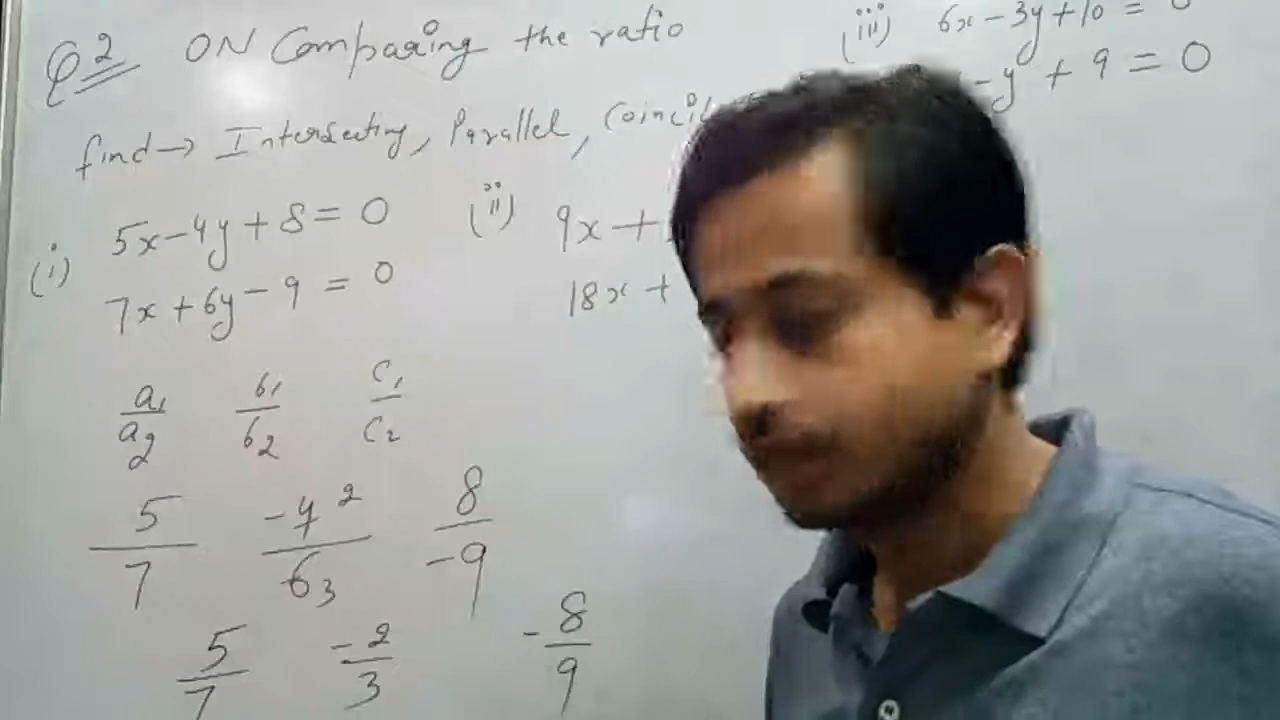 Q2 ON Comparing the ratio
find → Intersecting, Parallel,
(i) 5x - 4y + 8 = 0
7x + 6y - 9 = 0
(ii) 9x +
18x +
(iii) 6x - 3y + 10 = 0
- y + 9 = 0
a1/a2 b1/b2 c1/c2
5/7 -4 2/6 3 8/-9
5/7 -2/3 -8/9